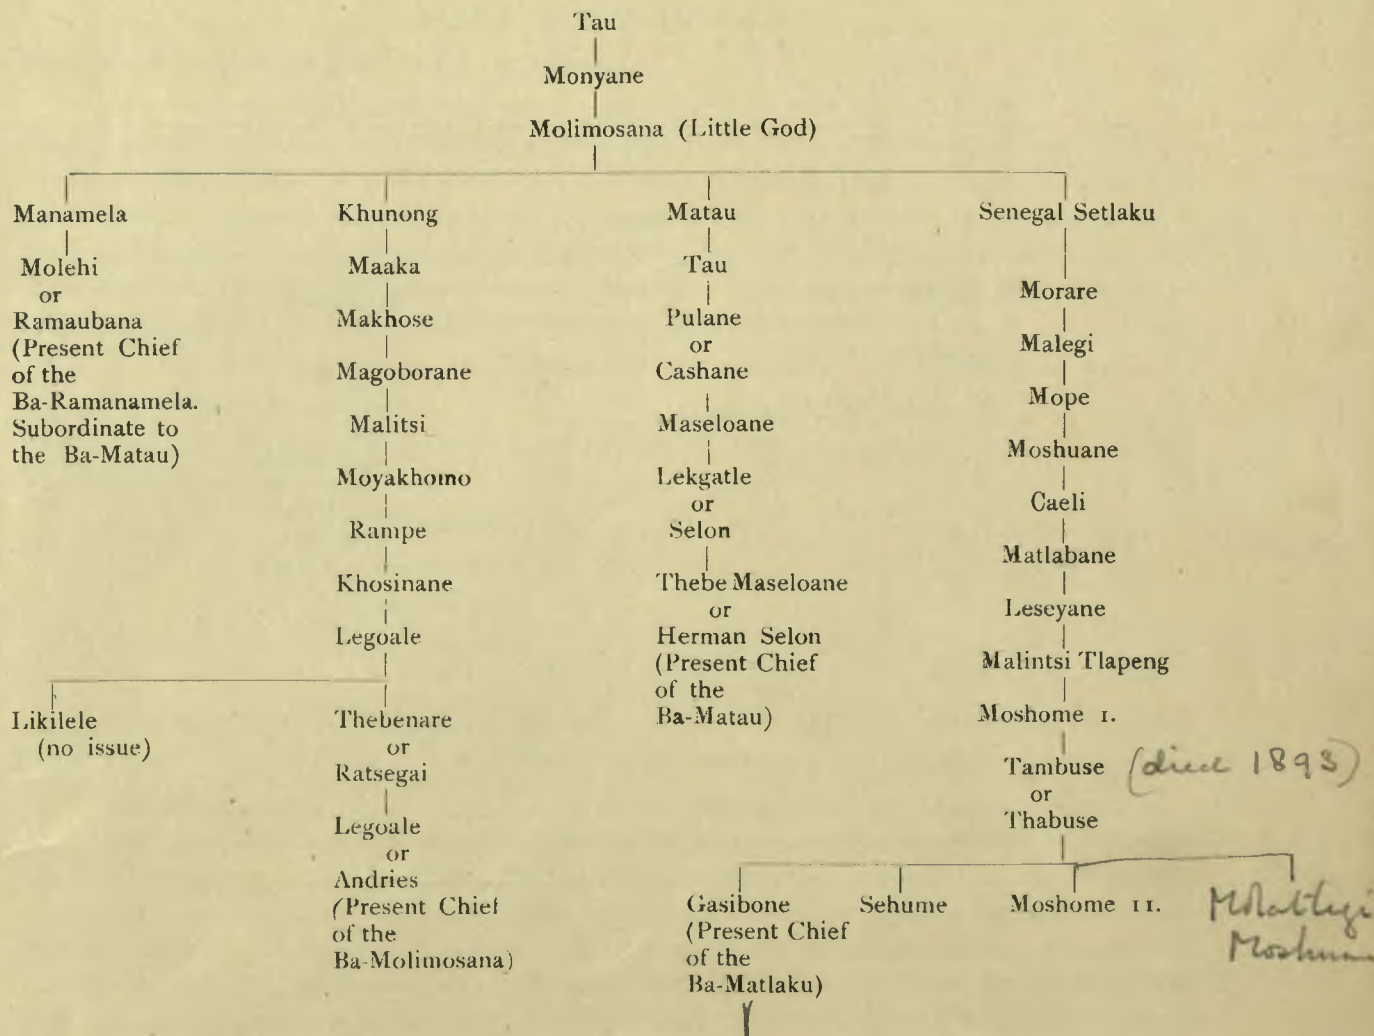 Tau
Monyane
Molimosana (Little God)
Manamela
Molehi
or
Ramaubana
(Present Chief
of the
Ba-Ramanamela.
Subordinate to
the Ba-Matau)
Khunong
Maaka
Makhose
Magoborane
Malitsi
Moyakhomo
Rampe
Khosinane
Legoale
Likilele
(no issue)
Thebenare
or
Ratsegai
Legoale
or
Andries
(Present Chief
of the
Ba-Molimosana)
Matau
Tau
Pulane
or
Cashane
Maseloane
Lekgatle
or
Selon
Thebe Maseloane
or
Herman Selon
(Present Chief
of the
Ba-Matau)
Senegal Setlaku
Morare
Malegi
Mope
Moshuane
Caeli
Matlabane
Leseyane
Malintsi Tlapeng
Moshome I.
Tambuse (died 1893)
or
Thabuse
Gasibone
(Present Chief
of the
Ba-Matlaku)
Sehume
Moshome II.